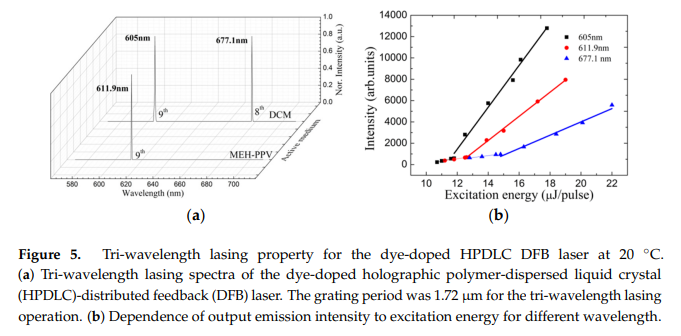 1.0
0.8
0.6
0.4
0.2
0.0
Nor. Intensity (a.u.)
605nm
677.1nm
611.9nm
9th
8th
DCM
9th
MEH-PPV
Active medium
580 600 620 640 660 680 700
Wavelength (nm)
(a)
14000
12000
10000
8000
6000
4000
2000
0
Intensity (arb.units)
605nm
611.9nm
677.1 nm
10 12 14 16 18 20 22
Excitation energy (μJ/pulse)
(b)
Figure 5. Tri-wavelength lasing property for the dye-doped HPDLC DFB laser at 20 °C.
(a) Tri-wavelength lasing spectra of the dye-doped holographic polymer-dispersed liquid crystal
(HPDLC)-distributed feedback (DFB) laser. The grating period was 1.72 μm for the tri-wavelength lasing
operation. (b) Dependence of output emission intensity to excitation energy for different wavelength.